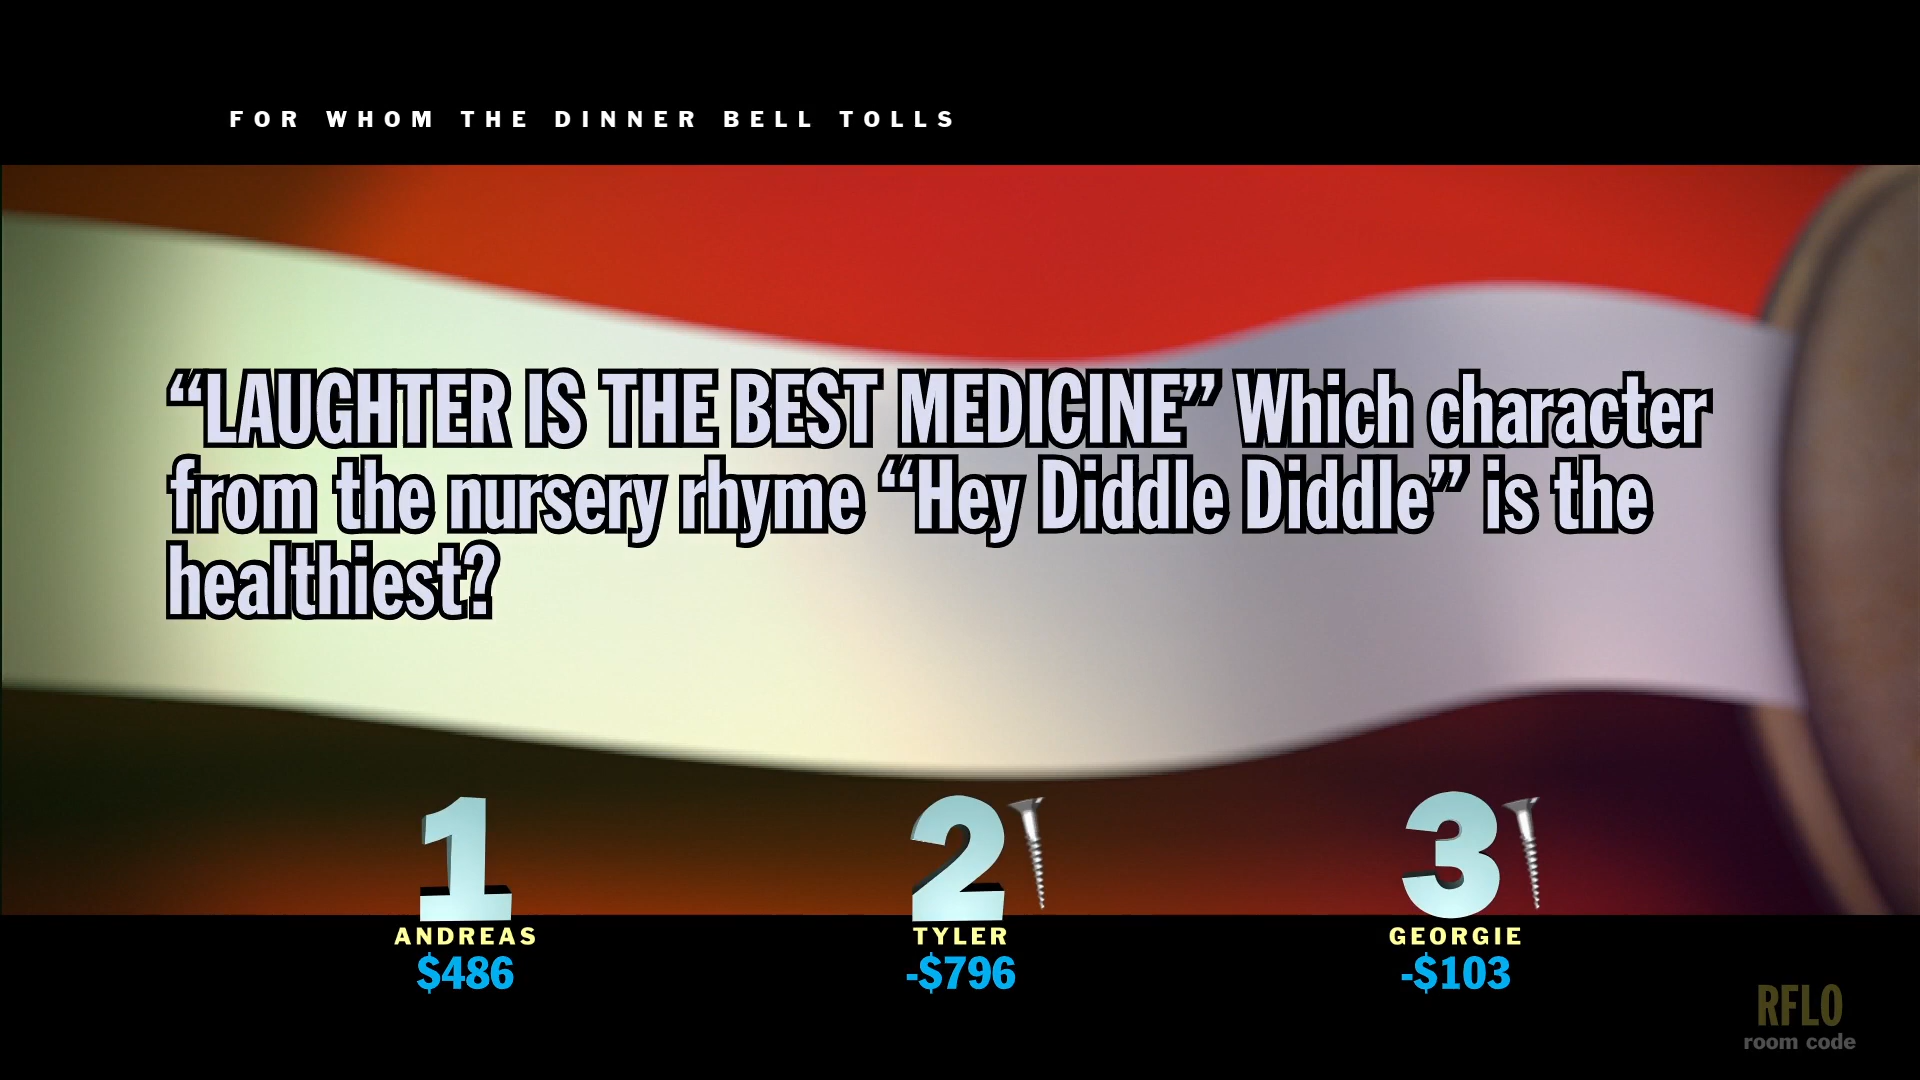 FOR WHOM THE DINNER BELL TOLLS
“LAUGHTER IS THE BEST MEDICINE” Which character
from the nursery rhyme “Hey Diddle Diddle” is the
healthiest?
1 2 3
ANDREAS TYLER GEORGIE
$486 -$796 -$103
RFLO
room code